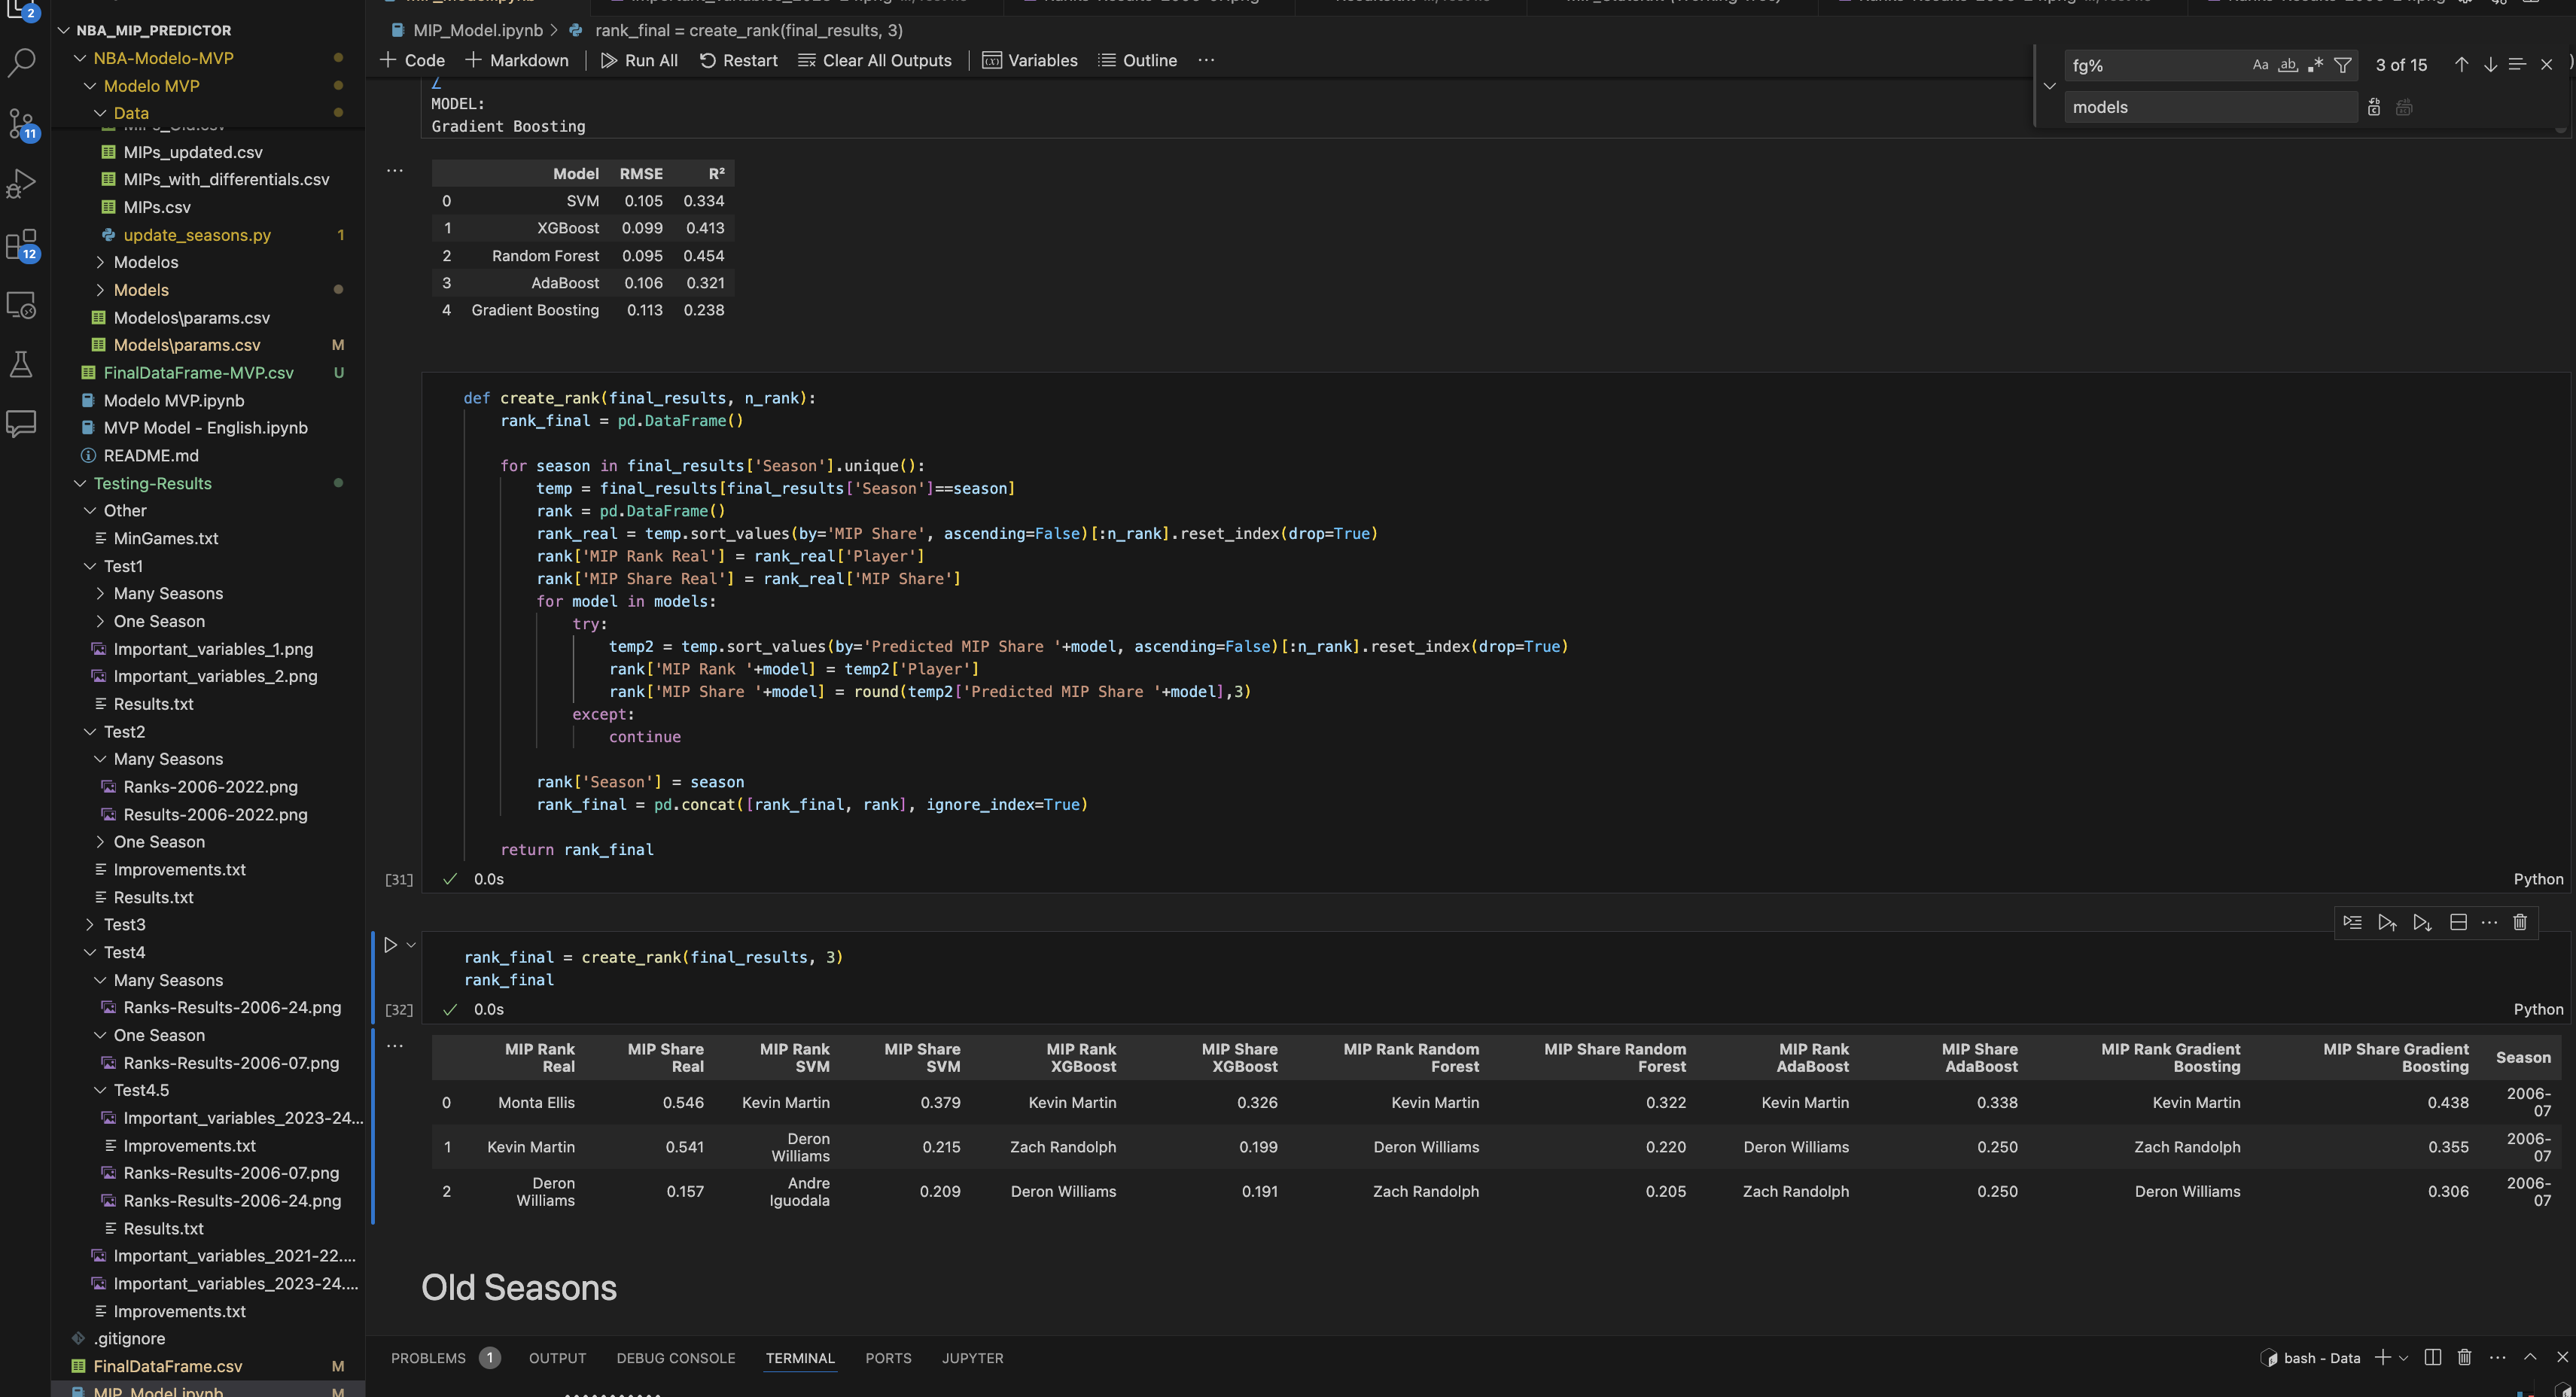 2
11
12
NBA_MIP_PREDICTOR
NBA-Modelo-MVP
Modelo MVP
Data
MIPs_Old.csv
MIPs_updated.csv
MIPs_with_differentials.csv
MIPs.csv
update_seasons.py 1
Modelos
Models
Modelos\params.csv
Models\params.csv M
FinalDataFrame-MVP.csv U
Modelo MVP.ipynb
MVP Model - English.ipynb
README.md
Testing-Results
Other
MinGames.txt
Test1
Many Seasons
One Season
Important_variables_1.png
Important_variables_2.png
Results.txt
Test2
Many Seasons
Ranks-2006-2022.png
Results-2006-2022.png
One Season
Improvements.txt
Results.txt
Test3
Test4
Many Seasons
Ranks-Results-2006-24.png
One Season
Ranks-Results-2006-07.png
Test4.5
Important_variables_2023-24...
Improvements.txt
Ranks-Results-2006-07.png
Ranks-Results-2006-24.png
Results.txt
Important_variables_2021-22....
Important_variables_2023-24....
Improvements.txt
.gitignore
FinalDataFrame.csv M
MIP_Model.ipynb M
MIP_Model.ipynb > rank_final = create_rank(final_results, 3)
+ Code + Markdown Run All Restart Clear All Outputs Variables Outline ...
fg% Aa ab .* 3 of 15
models
MODEL:
Gradient Boosting
Model RMSE R²
0 SVM 0.105 0.334
1 XGBoost 0.099 0.413
2 Random Forest 0.095 0.454
3 AdaBoost 0.106 0.321
4 Gradient Boosting 0.113 0.238
def create_rank(final_results, n_rank):
rank_final = pd.DataFrame()
for season in final_results['Season'].unique():
temp = final_results[final_results['Season']==season]
rank = pd.DataFrame()
rank_real = temp.sort_values(by='MIP Share', ascending=False)[:n_rank].reset_index(drop=True)
rank['MIP Rank Real'] = rank_real['Player']
rank['MIP Share Real'] = rank_real['MIP Share']
for model in models:
try:
temp2 = temp.sort_values(by='Predicted MIP Share '+model, ascending=False)[:n_rank].reset_index(drop=True)
rank['MIP Rank '+model] = temp2['Player']
rank['MIP Share '+model] = round(temp2['Predicted MIP Share '+model],3)
except:
continue
rank['Season'] = season
rank_final = pd.concat([rank_final, rank], ignore_index=True)
return rank_final
[31] 0.0s Python
rank_final = create_rank(final_results, 3)
rank_final
[32] 0.0s Python
MIP Rank Real MIP Share Real MIP Rank SVM MIP Share SVM MIP Rank XGBoost MIP Share XGBoost MIP Rank Random Forest MIP Share Random Forest MIP Rank AdaBoost MIP Share AdaBoost MIP Rank Gradient Boosting MIP Share Gradient Boosting Season
0 Monta Ellis 0.546 Kevin Martin 0.379 Kevin Martin 0.326 Kevin Martin 0.322 Kevin Martin 0.338 Kevin Martin 0.438 2006-07
1 Kevin Martin 0.541 Deron Williams 0.215 Zach Randolph 0.199 Deron Williams 0.220 Deron Williams 0.250 Zach Randolph 0.355 2006-07
2 Deron Williams 0.157 Andre Iguodala 0.209 Deron Williams 0.191 Zach Randolph 0.205 Zach Randolph 0.250 Deron Williams 0.306 2006-07
Old Seasons
PROBLEMS 1 OUTPUT DEBUG CONSOLE TERMINAL PORTS JUPYTER
bash - Data